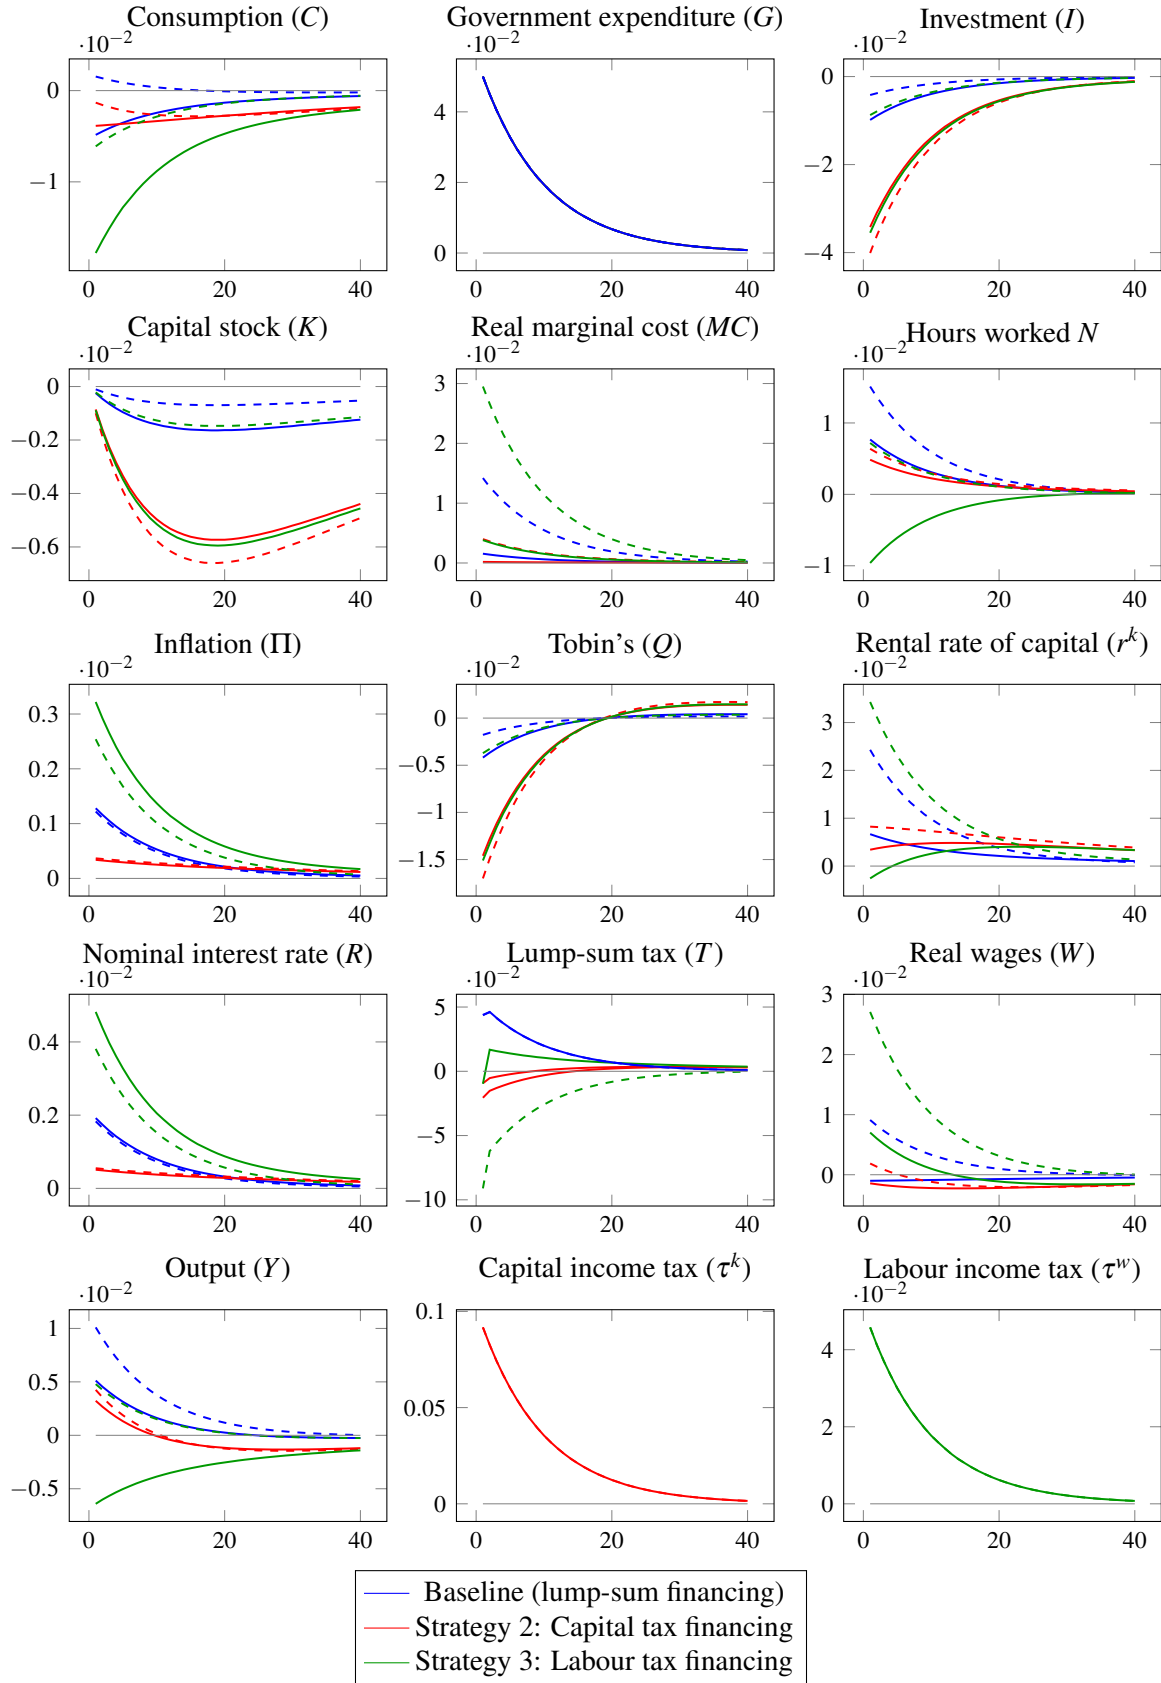 Consumption (C) Government expenditure (G) Investment (I)
·10⁻² ·10⁻² ·10⁻²
0 4 0
−1 2 −2
0 −4
0 20 40 0 20 40 0 20 40
Capital stock (K) Real marginal cost (MC) Hours worked N
·10⁻² ·10⁻² ·10⁻²
0 3 1
−0.2 2 0
−0.4 1 −1
−0.6 0
0 20 40 0 20 40 0 20 40
Inflation (Π) Tobin's (Q) Rental rate of capital (rᵏ)
·10⁻² ·10⁻² ·10⁻²
0.3 0 3
0.2 −0.5 2
0.1 −1 1
0 −1.5 0
0 20 40 0 20 40 0 20 40
Nominal interest rate (R) Lump-sum tax (T) Real wages (W)
·10⁻² ·10⁻² ·10⁻²
0.4 5 3
0.2 0 2
0 −5 1
−10 0
0 20 40 0 20 40 0 20 40
Output (Y) Capital income tax (τᵏ) Labour income tax (τʷ)
·10⁻² ·10⁻²
1 0.1 4
0.5 0.05 2
0 0 0
−0.5
0 20 40 0 20 40 0 20 40
Baseline (lump-sum financing)
Strategy 2: Capital tax financing
Strategy 3: Labour tax financing